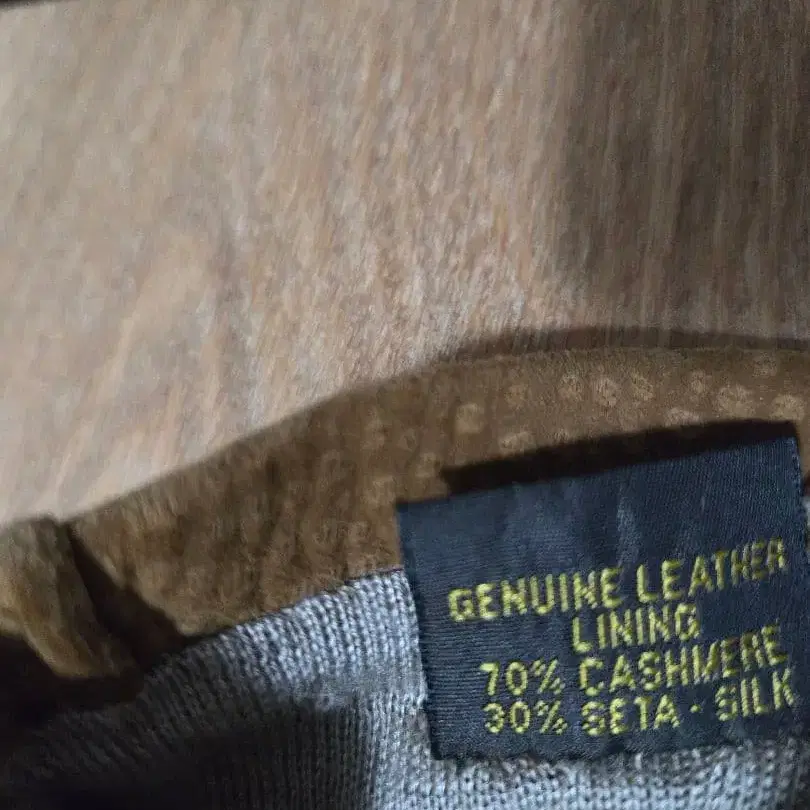 GENUINE LEATHER
LINING
70% CASHMERE
30% SETA - SILK